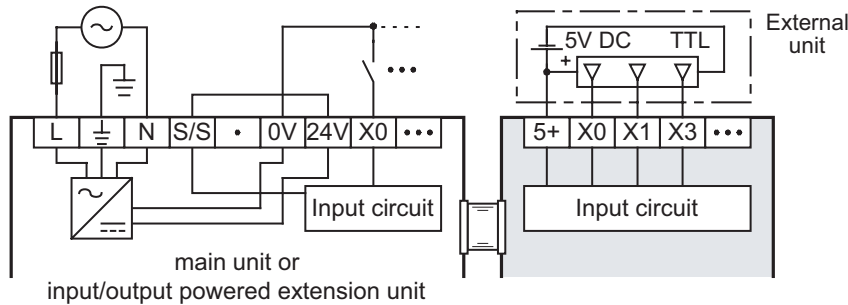 5V DC
TTL
+
External
unit
L
N
S/S
•
0V
24V
X0
•••
5+
X0
X1
X3
•••
Input circuit
Input circuit
main unit or
input/output powered extension unit